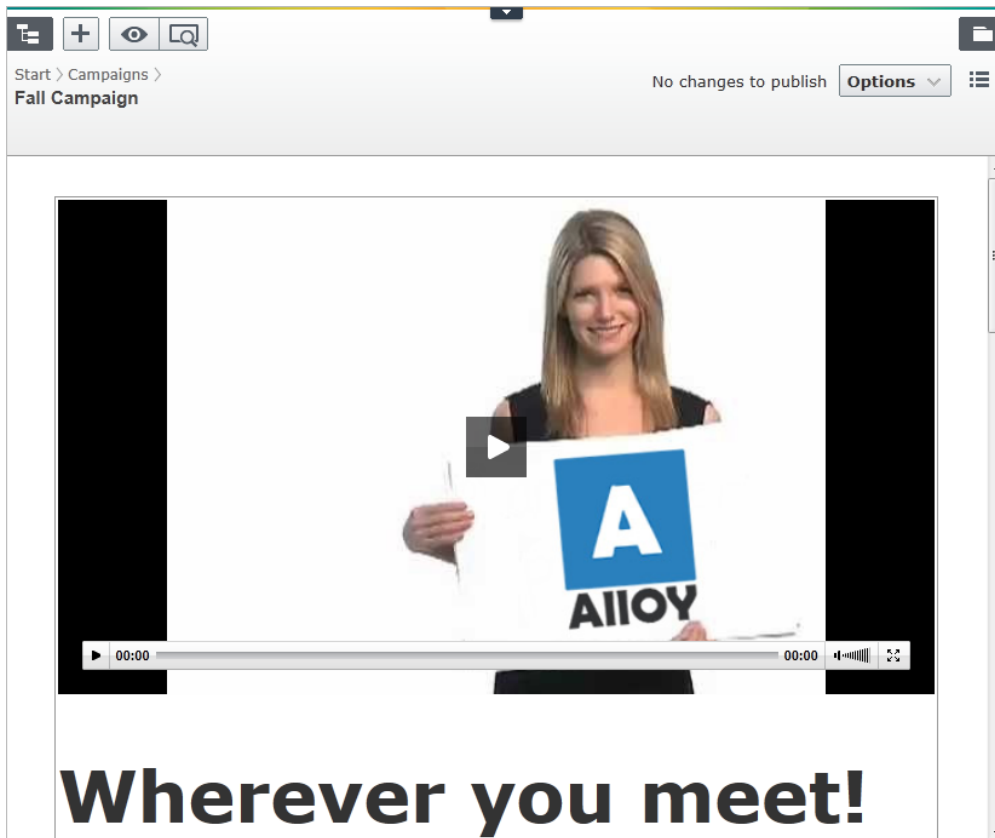 Start > Campaigns >
Fall Campaign
No changes to publish
Options
A
AllOY
00:00
00:00
Wherever you meet!